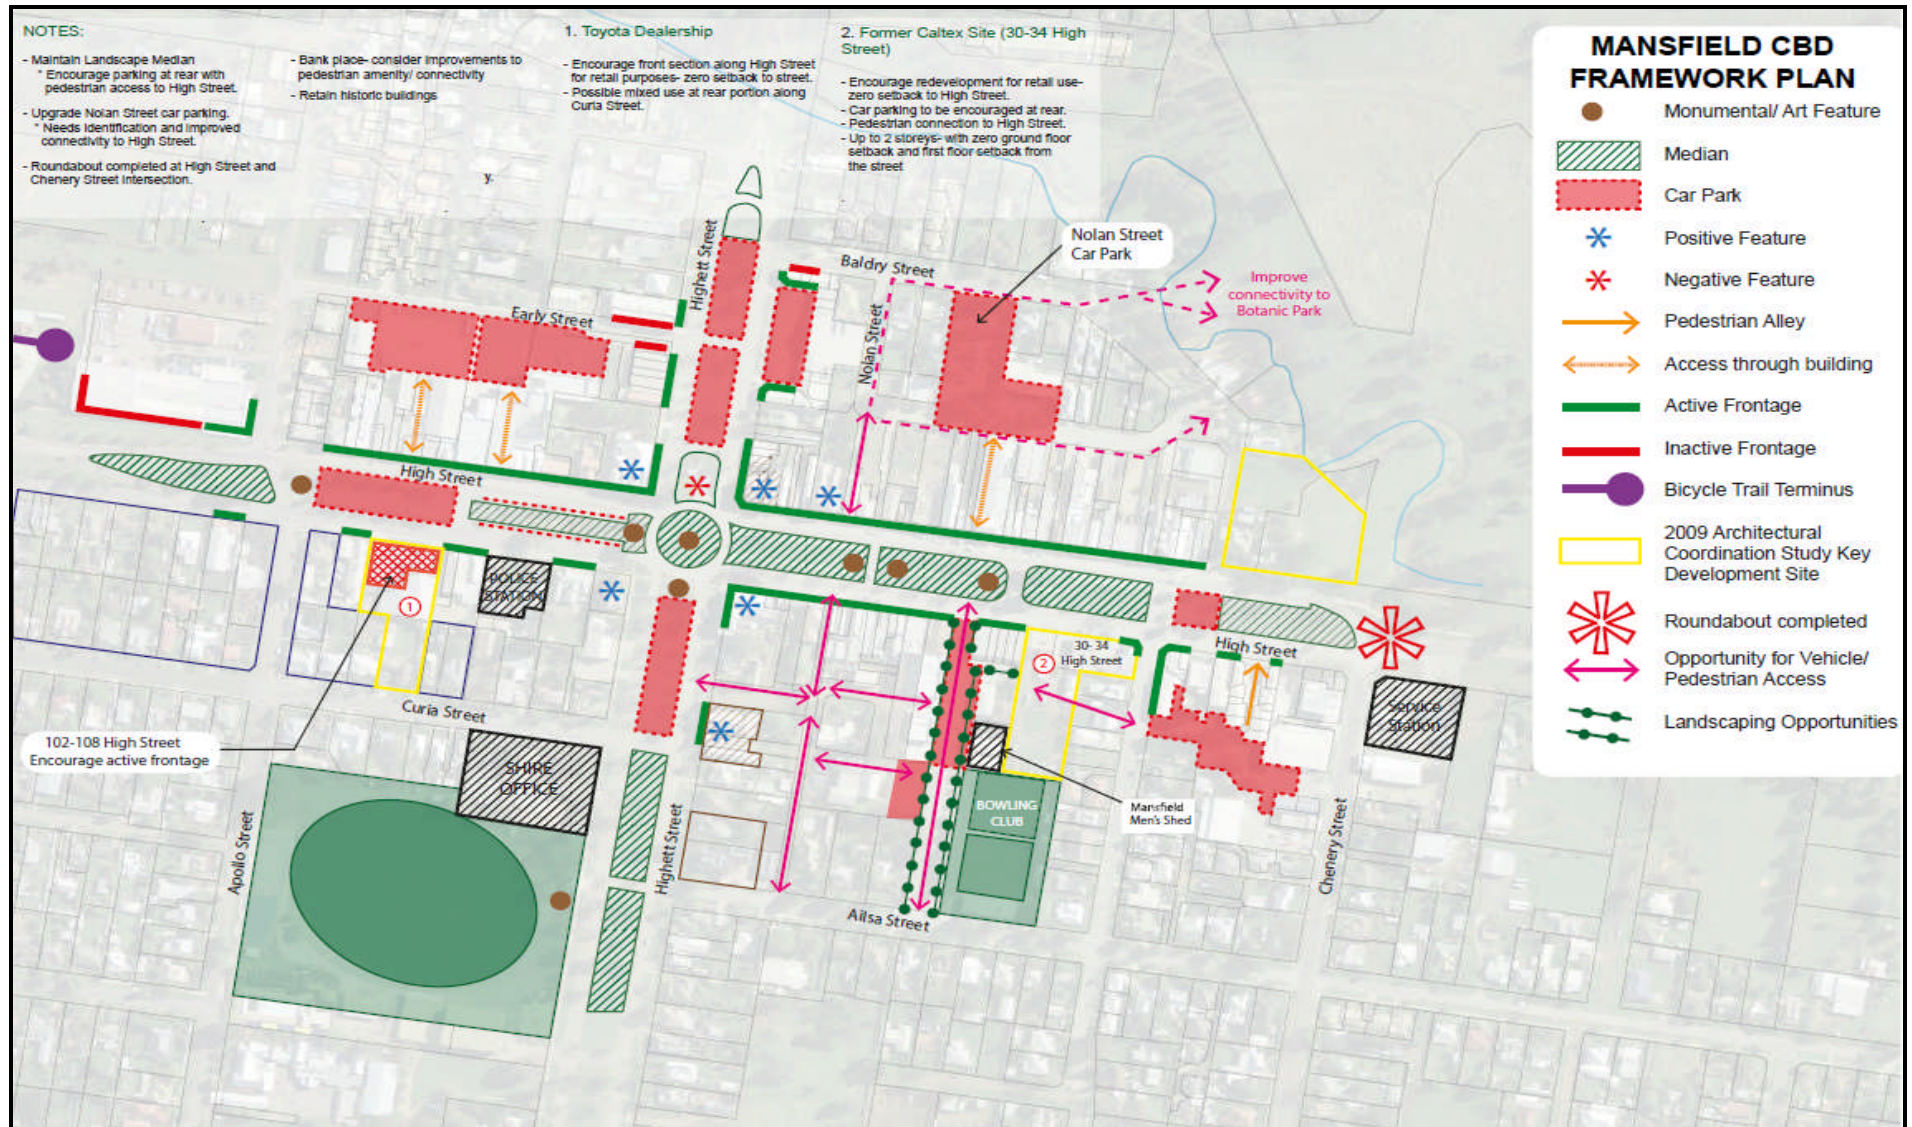 NOTES:
- Maintain Landscape Median
* Encourage parking at rear with
pedestrian access to High Street.
- Upgrade Nolan Street car parking.
* Needs identification and improved
connectivity to High Street.
- Roundabout completed at High Street and
Chenery Street Intersection.
- Bank place- consider improvements to
pedestrian amenity/ connectivity
- Retain historic buildings
y.
1. Toyota Dealership
- Encourage front section along High Street
for retail purposes- zero setback to street.
- Possible mixed use at rear portion along
Curia Street.
2. Former Caltex Site (30-34 High
Street)
- Encourage redevelopment for retail use-
zero setback to High Street.
- Car parking to be encouraged at rear.
- Pedestrian connection to High Street.
- Up to 2 storeys- with zero ground floor
setback and first floor setback from
the street
MANSFIELD CBD
FRAMEWORK PLAN
Monumental/ Art Feature
Median
Car Park
Positive Feature
Negative Feature
Pedestrian Alley
Access through building
Active Frontage
Inactive Frontage
Bicycle Trail Terminus
2009 Architectural
Coordination Study Key
Development Site
Roundabout completed
Opportunity for Vehicle/
Pedestrian Access
Landscaping Opportunities
Highett Street
Baldry Street
Nolan Street
Car Park
Improve
connectivity to
Botanic Park
Early Street
Nolan Street
High Street
POLICE
STATION
1
30- 34
High Street
2
High Street
Service
Station
Curia Street
102-108 High Street
Encourage active frontage
SHIRE
OFFICE
BOWLING
CLUB
Mansfield
Men's Shed
Apollo Street
Highett Street
Chenery Street
Ailsa Street